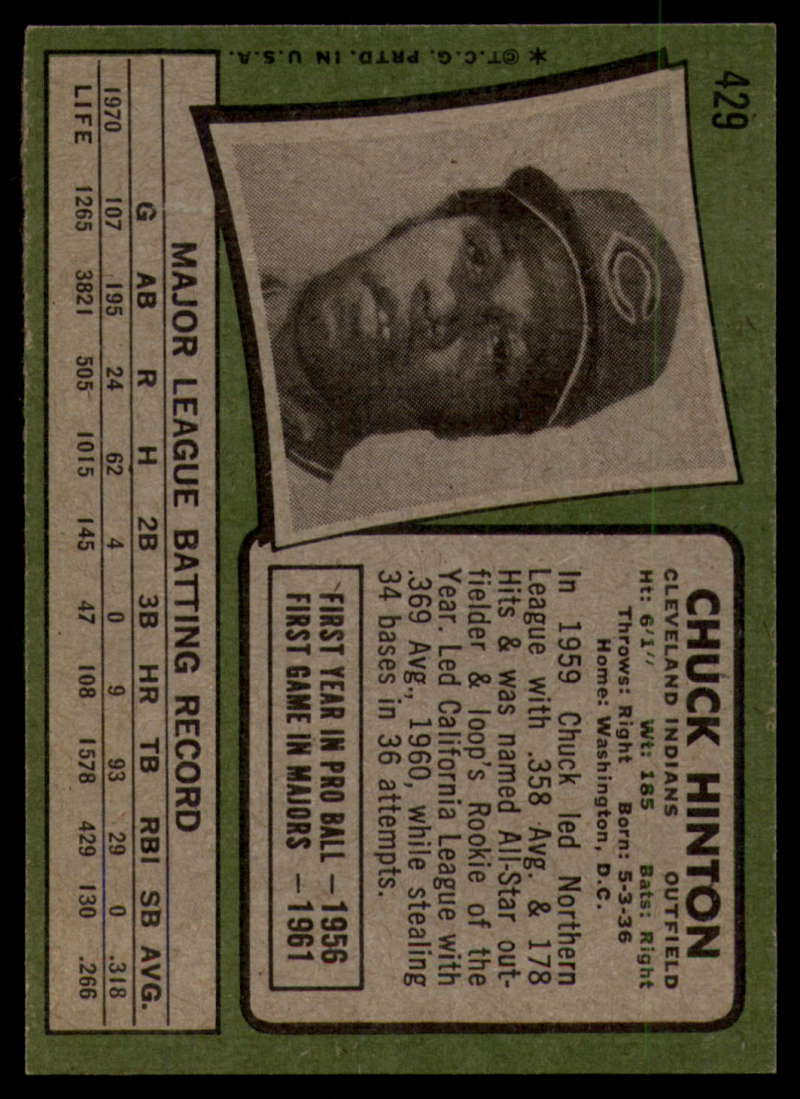 429
* © T.C.G. PRTD. IN U.S.A.
C
CHUCK HINTON
CLEVELAND INDIANS OUTFIELD
Ht: 6'1" Wt: 185 Bats: Right
Throws: Right Born: 5-3-36
Home: Washington, D.C.
In 1959 Chuck led Northern
League with .358 Avg. & 178
Hits & was named All-Star out-
fielder & loop's Rookie of the
Year. Led California League with
.369 Avg., 1960, while stealing
34 bases in 36 attempts.
FIRST YEAR IN PRO BALL — 1956
FIRST GAME IN MAJORS — 1961
MAJOR LEAGUE BATTING RECORD
G AB R H 2B 3B HR TB RBI SB AVG.
1970 107 195 24 62 4 0 9 93 29 0 .318
LIFE 1265 3821 505 1015 145 47 108 1578 429 130 .266